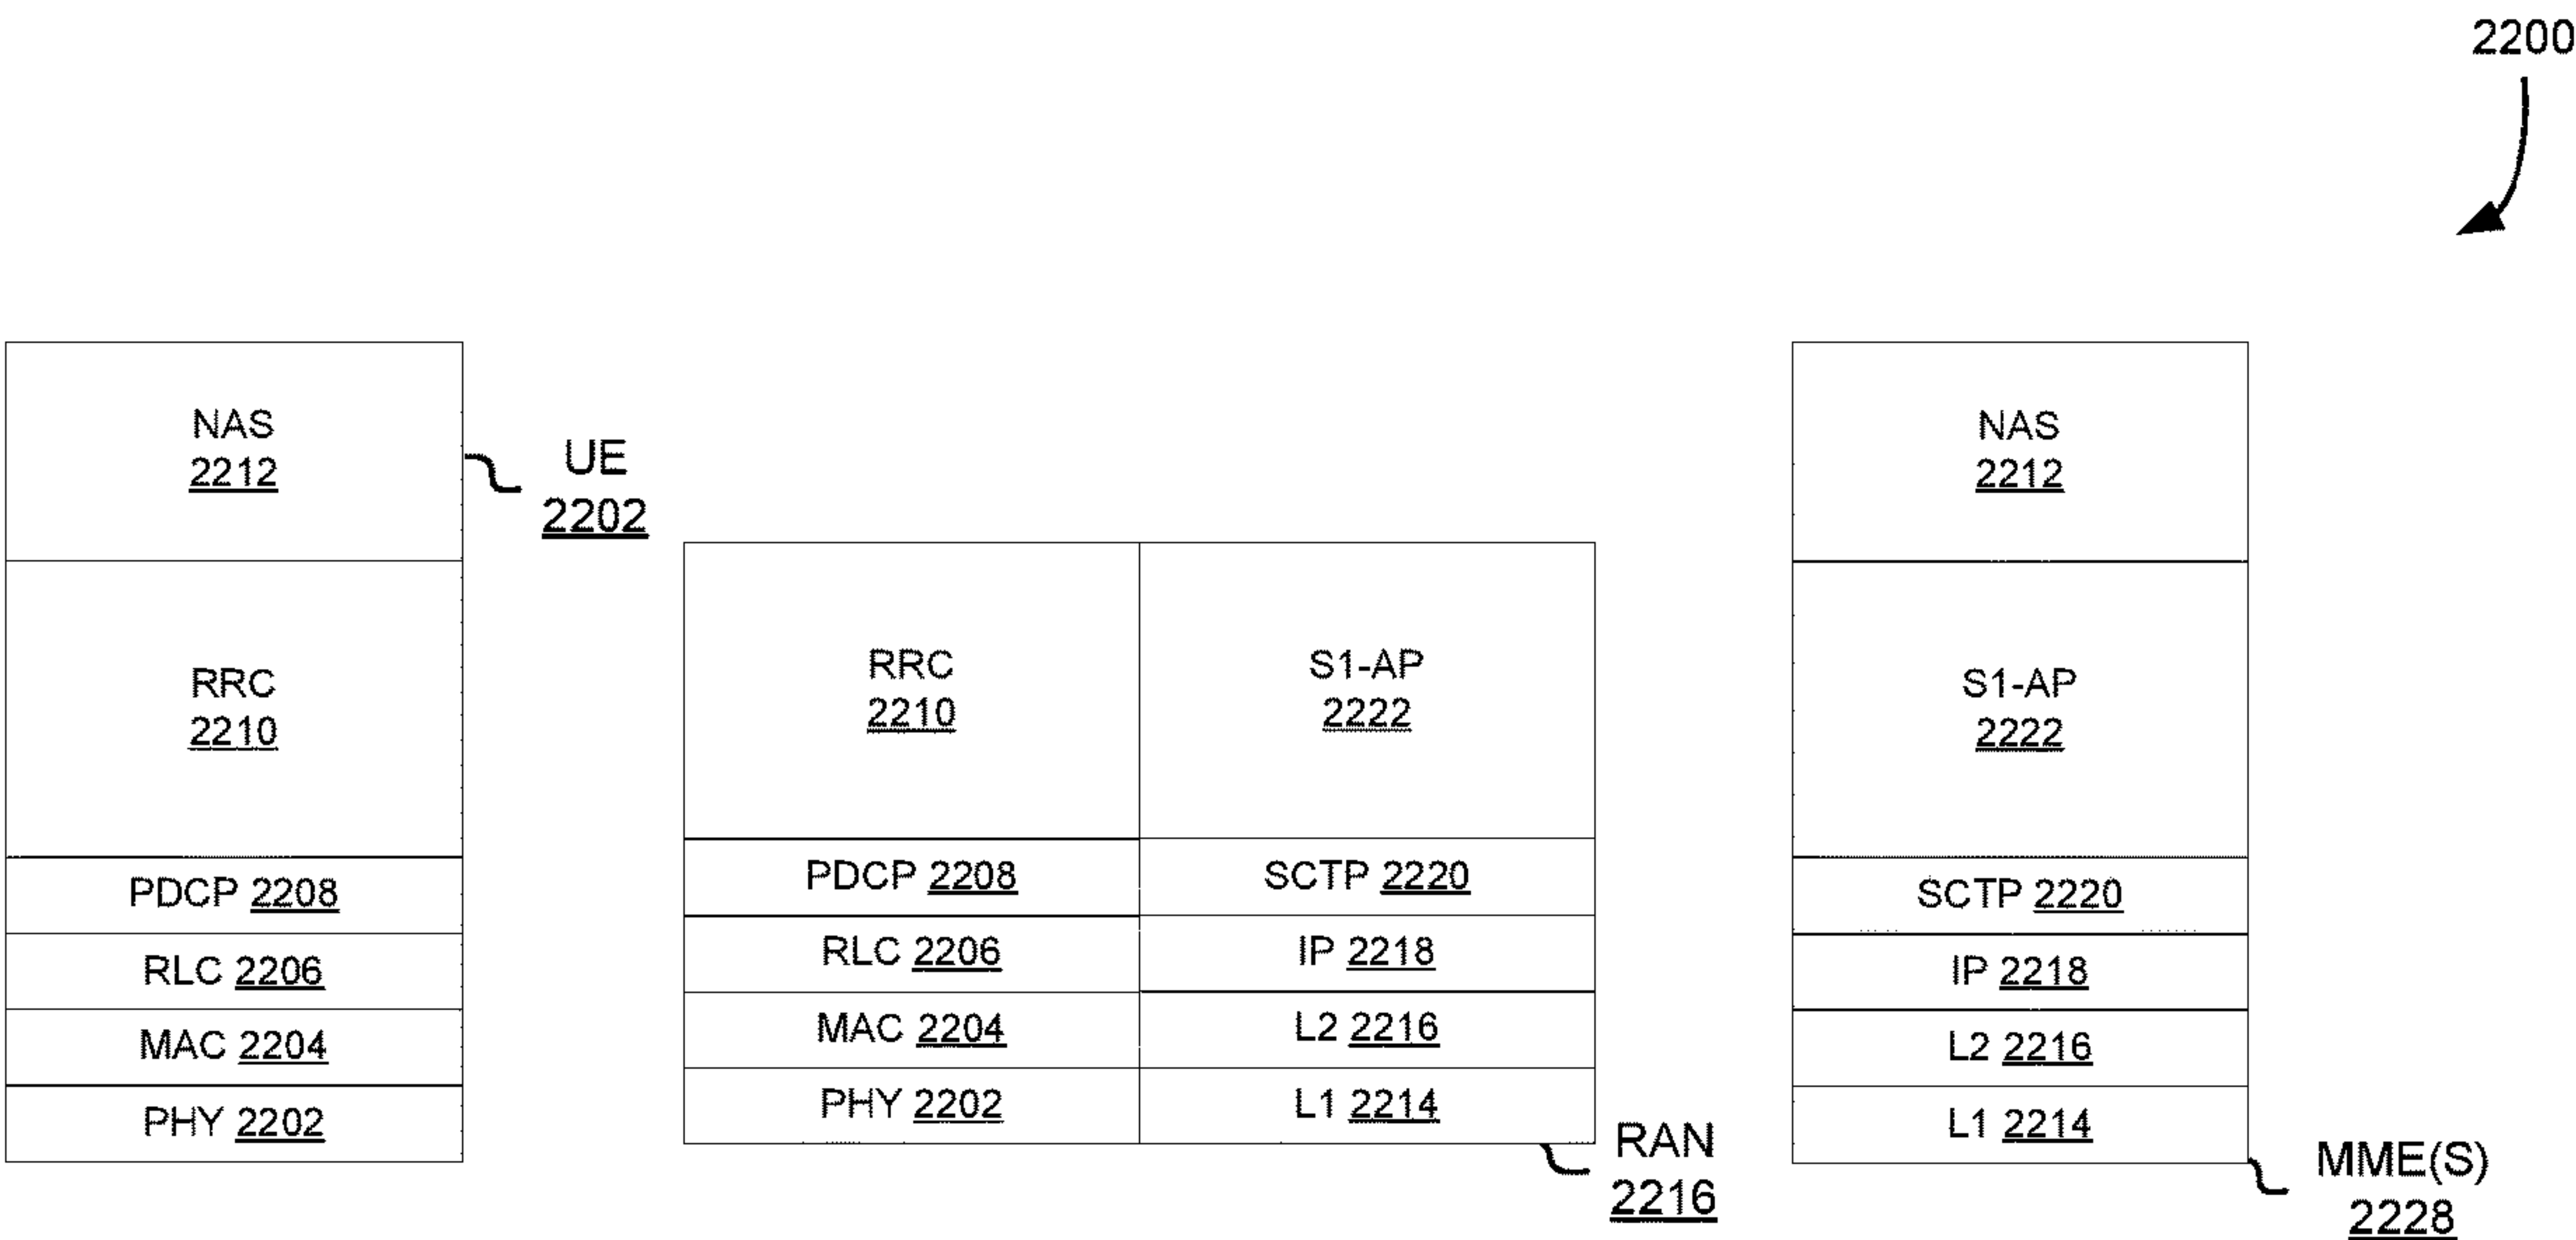 2200
NAS
2212
RRC
2210
PDCP 2208
RLC 2206
MAC 2204
PHY 2202
UE
2202
RRC
2210
PDCP 2208
RLC 2206
MAC 2204
PHY 2202
S1-AP
2222
SCTP 2220
IP 2218
L2 2216
L1 2214
RAN
2216
NAS
2212
S1-AP
2222
SCTP 2220
IP 2218
L2 2216
L1 2214
MME(S)
2228